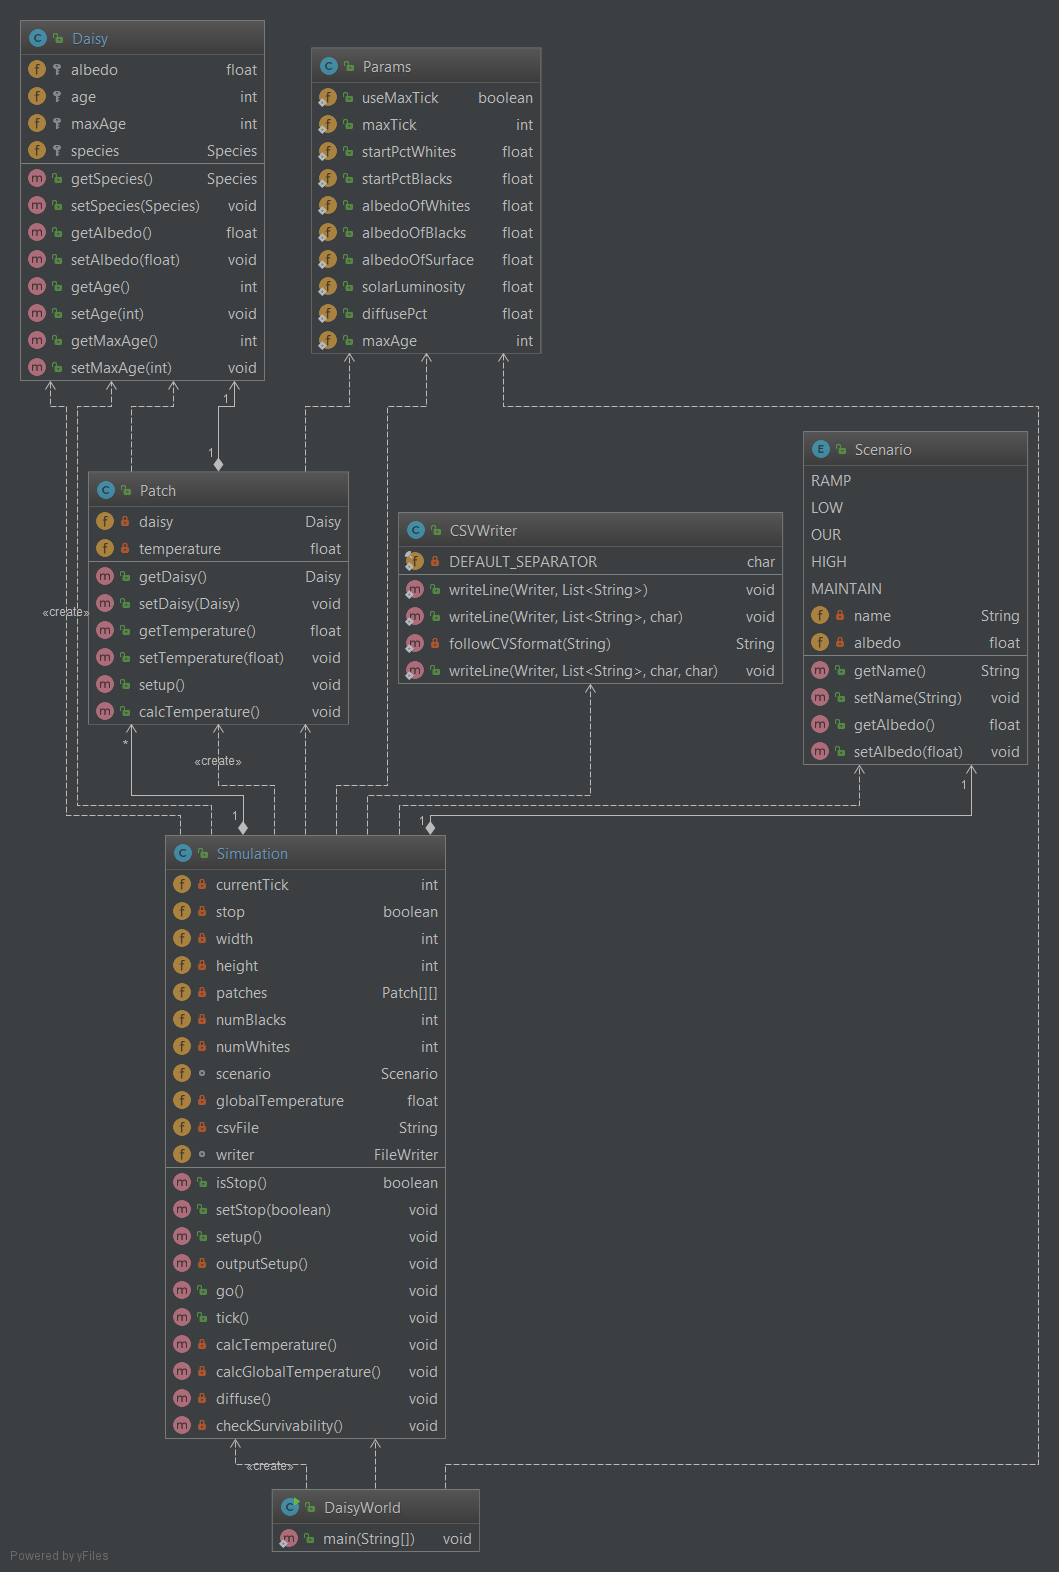 Daisy
albedo float
age int
maxAge int
species Species
getSpecies() Species
setSpecies(Species) void
getAlbedo() float
setAlbedo(float) void
getAge() int
setAge(int) void
getMaxAge() int
setMaxAge(int) void
Params
useMaxTick boolean
maxTick int
startPctWhites float
startPctBlacks float
albedoOfWhites float
albedoOfBlacks float
albedoOfSurface float
solarLuminosity float
diffusePct float
maxAge int
1
1
Patch
daisy Daisy
temperature float
getDaisy() Daisy
setDaisy(Daisy) void
getTemperature() float
setTemperature(float) void
setup() void
calcTemperature() void
«create»
CSVWriter
DEFAULT_SEPARATOR char
writeLine(Writer, List<String>) void
writeLine(Writer, List<String>, char) void
followCVSformat(String) String
writeLine(Writer, List<String>, char, char) void
Scenario
RAMP
LOW
OUR
HIGH
MAINTAIN
name String
albedo float
getName() String
setName(String) void
getAlbedo() float
setAlbedo(float) void
*
«create»
1
1
1
Simulation
currentTick int
stop boolean
width int
height int
patches Patch[][]
numBlacks int
numWhites int
scenario Scenario
globalTemperature float
csvFile String
writer FileWriter
isStop() boolean
setStop(boolean) void
setup() void
outputSetup() void
go() void
tick() void
calcTemperature() void
calcGlobalTemperature() void
diffuse() void
checkSurvivability() void
«create»
DaisyWorld
main(String[]) void
Powered by yFiles